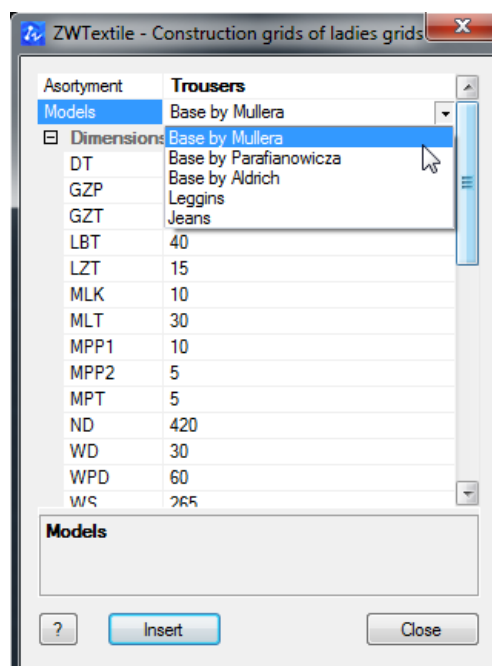 ZWTextile - Construction grids of ladies grids
Asortyment Trousers
Models Base by Mullera
Dimensions Base by Mullera
DT Base by Parafianowicza
GZP Base by Aldrich
GZT Leggins
Jeans
LBT 40
LZT 15
MLK 10
MLT 30
MPP1 10
MPP2 5
MPT 5
ND 420
WD 30
WPD 60
WS 265
Models
? Insert Close